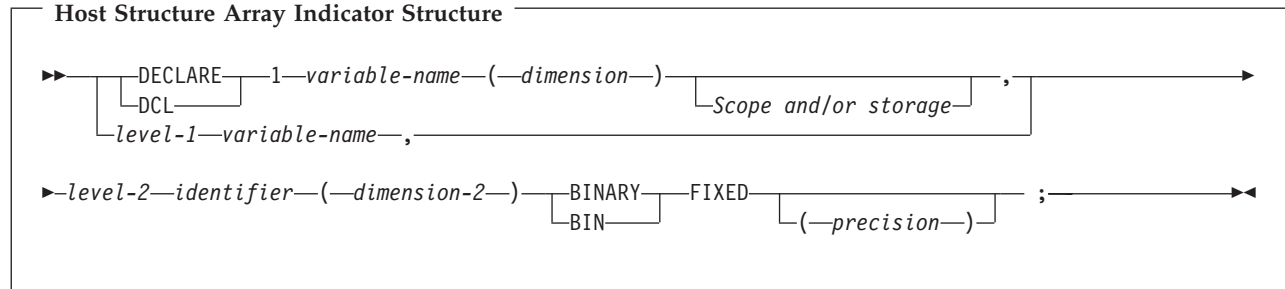 Host Structure Array Indicator Structure
DECLARE 1 variable-name ( dimension ) ,
DCL Scope and/or storage
level-1 variable-name ,
level-2 identifier ( dimension-2 ) BINARY FIXED ;
BIN ( precision )